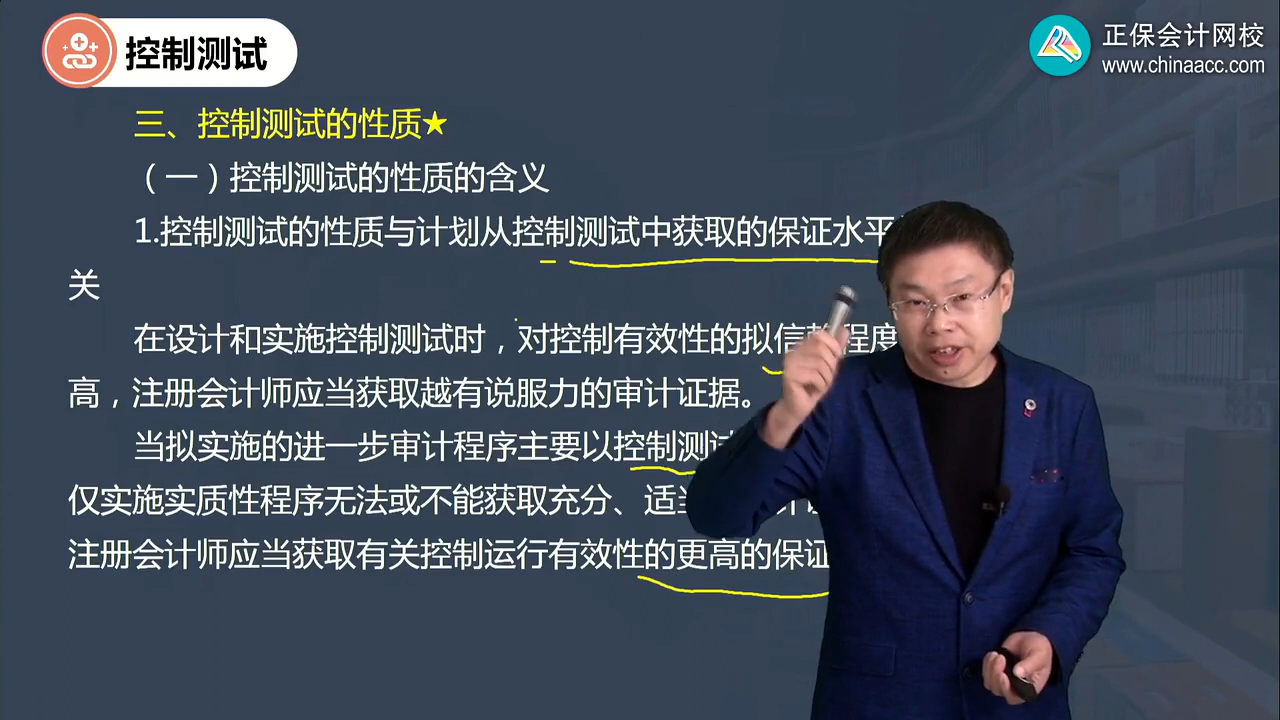 控制测试
正保会计网校
www.chinaacc.com
三、控制测试的性质★
（一）控制测试的性质的含义
1.控制测试的性质与计划从控制测试中获取的保证水平
关
在设计和实施控制测试时，对控制有效性的拟信赖程度
高，注册会计师应当获取越有说服力的审计证据。
当拟实施的进一步审计程序主要以控制测试
仅实施实质性程序无法或不能获取充分、适当
注册会计师应当获取有关控制运行有效性的更高的保证